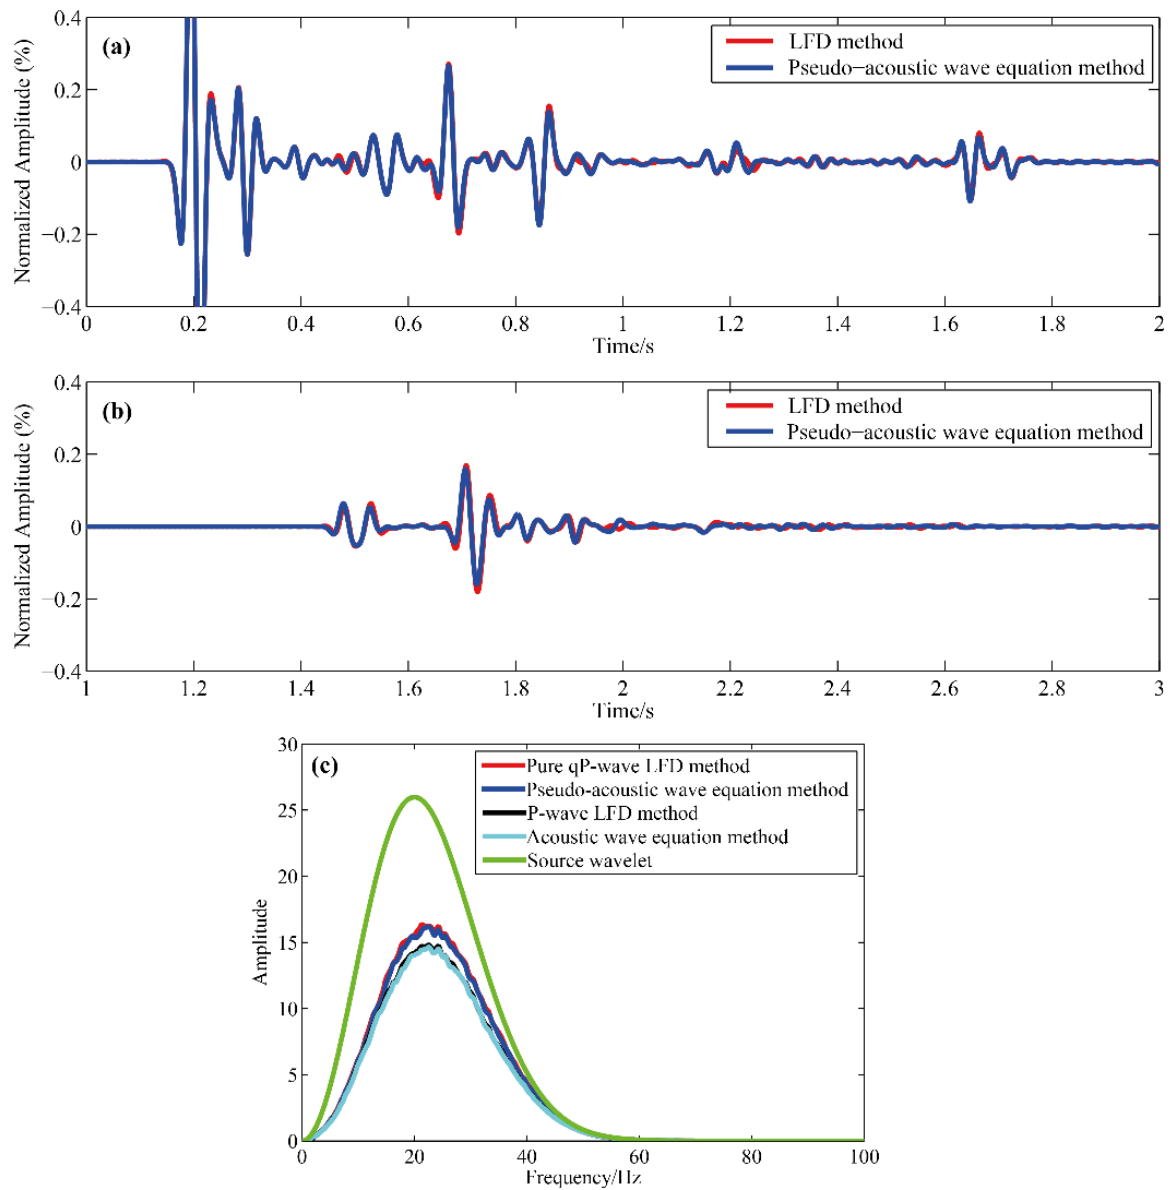 0.4
(a)
LFD method
Pseudo−acoustic wave equation method
0.2
0
−0.2
−0.4
Normalized Amplitude (%)
0 0.2 0.4 0.6 0.8 1 1.2 1.4 1.6 1.8 2
Time/s
0.4
(b)
LFD method
Pseudo−acoustic wave equation method
0.2
0
−0.2
−0.4
Normalized Amplitude (%)
1 1.2 1.4 1.6 1.8 2 2.2 2.4 2.6 2.8 3
Time/s
30
(c)
Pure qP-wave LFD method
Pseudo-acoustic wave equation method
P-wave LFD method
Acoustic wave equation method
Source wavelet
25
20
15
10
5
0
Amplitude
0 20 40 60 80 100
Frequency/Hz